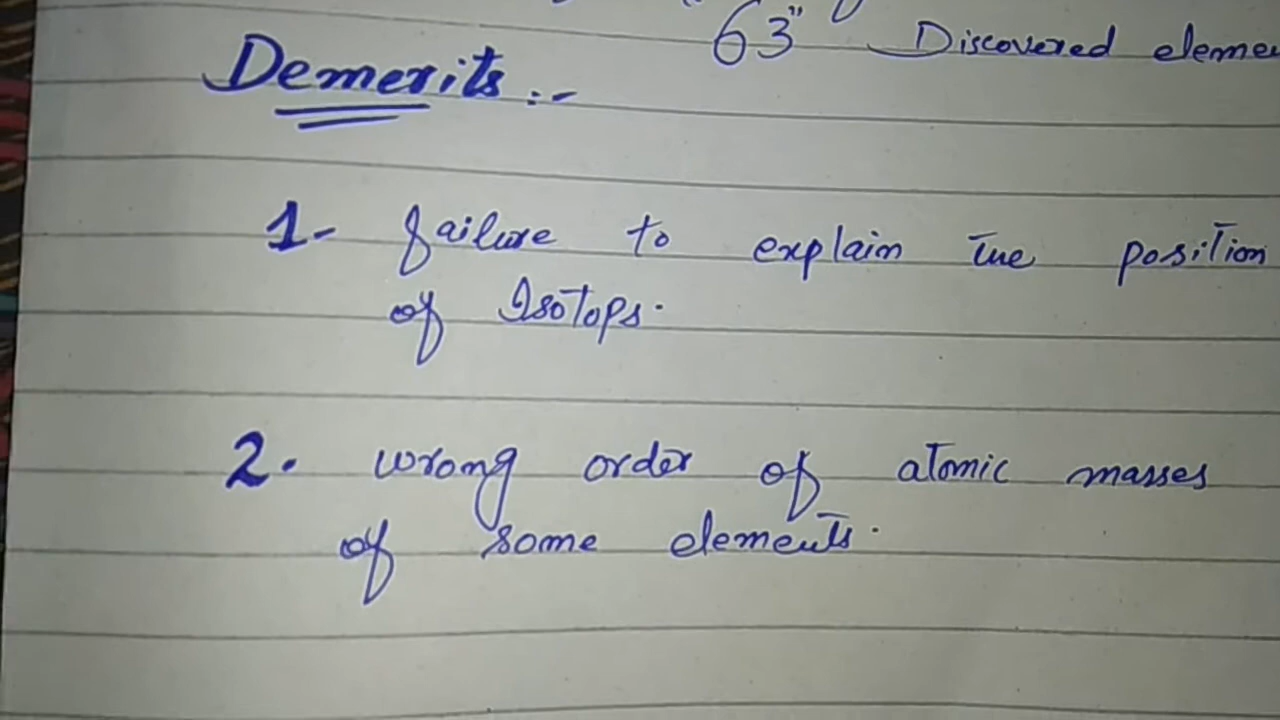 63" Discovered eleme
Demerits :-
1- failure to explain the position
of Isotops.
2. wrong order of atomic masses
of some elements.